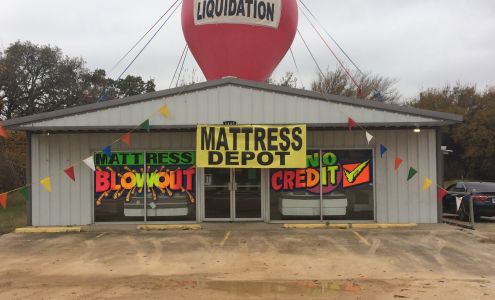 LIQUIDATION
MATTRESS
DEPOT
MATTRESS
BLOWOUT
NO
CREDIT